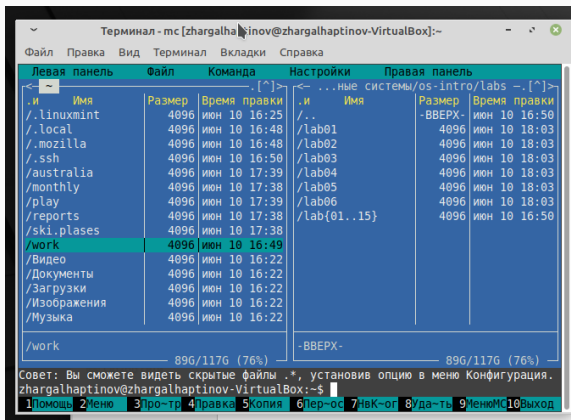 Терминал - mc [zhargalhaptinov@zhargalhaptinov-VirtualBox]:~
Файл Правка Вид Терминал Вкладки Справка
Левая панель Файл Команда Настройки Правая панель
<- ~ .[^]> <- ...ные системы/os-intro/labs .[^]>
.и Имя Размер Время правки .и Имя Размер Время правки
/.linuxmint 4096 июн 10 16:25 /.. -ВВЕРХ- июн 10 16:50
/.local 4096 июн 10 16:48 /lab01 4096 июн 10 18:03
/.mozilla 4096 июн 10 16:48 /lab02 4096 июн 10 18:03
/.ssh 4096 июн 10 16:50 /lab03 4096 июн 10 18:03
/australia 4096 июн 10 17:39 /lab04 4096 июн 10 18:03
/monthly 4096 июн 10 17:38 /lab05 4096 июн 10 18:03
/play 4096 июн 10 17:39 /lab06 4096 июн 10 18:03
/reports 4096 июн 10 17:38 /lab{01..15} 4096 июн 10 16:50
/ski.plases 4096 июн 10 17:38
/work 4096 июн 10 16:49
/Видео 4096 июн 10 16:22
/Документы 4096 июн 10 16:22
/Загрузки 4096 июн 10 16:22
/Изображения 4096 июн 10 16:22
/Музыка 4096 июн 10 16:22
/work -ВВЕРХ-
89G/117G (76%) 89G/117G (76%)
Совет: Вы сможете видеть скрытые файлы .*, установив опцию в меню Конфигурация.
zhargalhaptinov@zhargalhaptinov-VirtualBox:~$
1Помощь 2Меню 3Про~тр 4Правка 5Копия 6Пер~ос 7НвК~ог 8Уда~ть 9МенюMC 10Выход